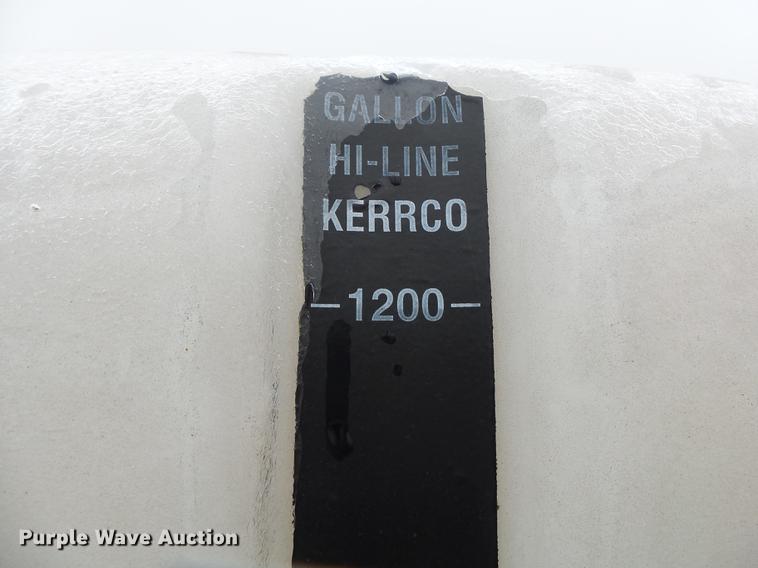 GALLON
HI-LINE
KERRCO
—1200—
Purple Wave Auction